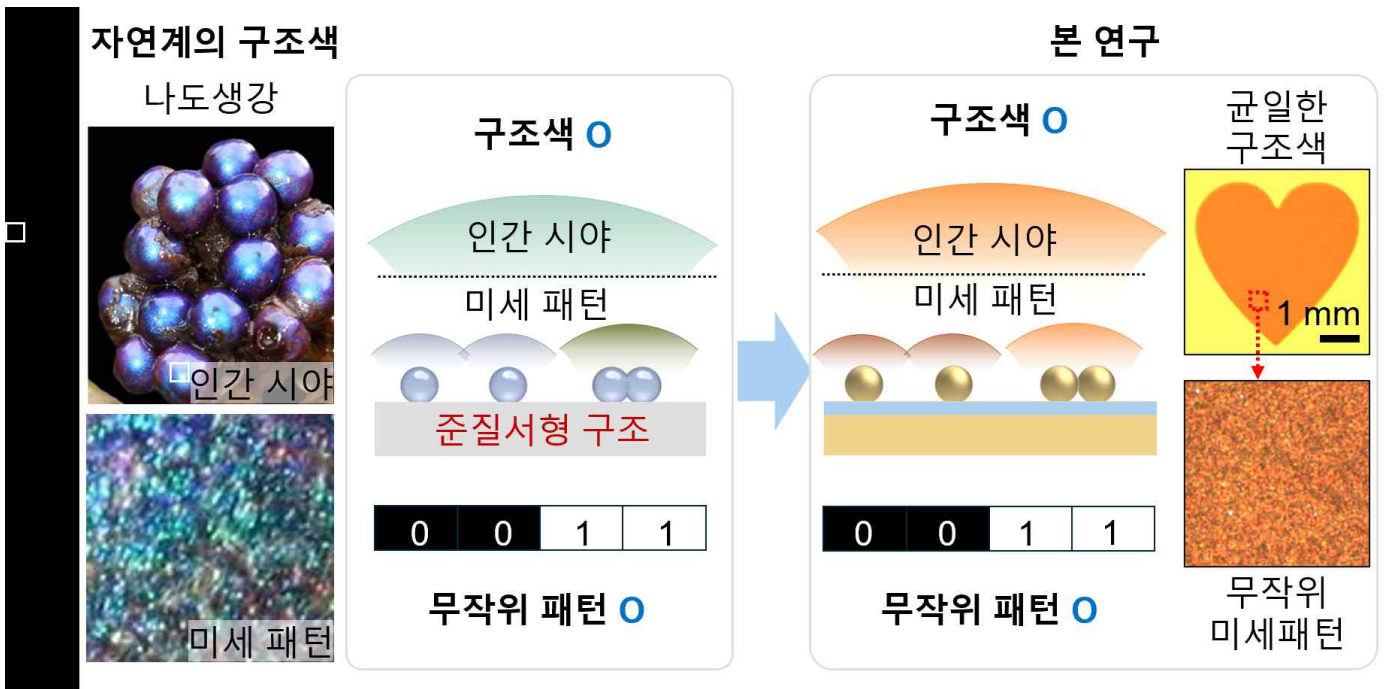 자연계의 구조색
나도생강
인간 시야
미세 패턴
구조색 O
인간 시야
미세 패턴
준질서형 구조
0 0 1 1
무작위 패턴 O
본 연구
구조색 O
인간 시야
미세 패턴
0 0 1 1
무작위 패턴 O
균일한
구조색
1 mm
무작위
미세패턴